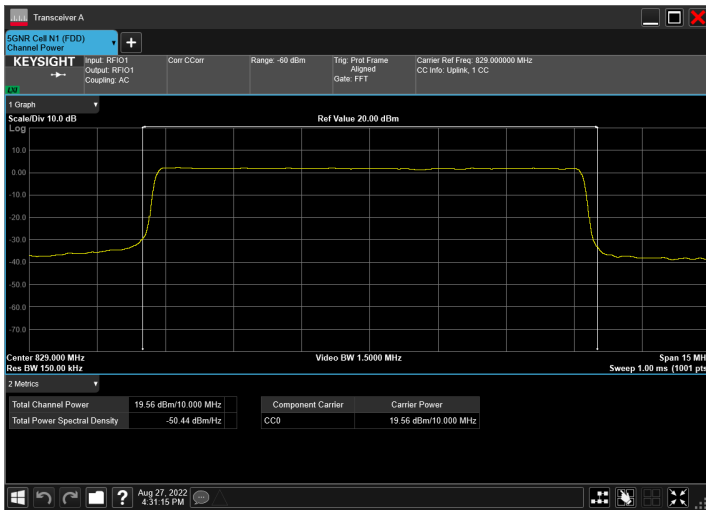 Transceiver A
5GNR Cell N1 (FDD)
Channel Power
+
KEYSIGHT
LXI
Input: RFIO1
Output: RFIO1
Coupling: AC
Corr CCorr
Range: -60 dBm
Trig: Prot Frame
Aligned
Gate: FFT
Carrier Ref Freq: 829.000000 MHz
CC Info: Uplink, 1 CC
1 Graph
Scale/Div 10.0 dB
Ref Value 20.00 dBm
Log
10.0
0.00
-10.0
-20.0
-30.0
-40.0
-50.0
-60.0
-70.0
Center 829.000 MHz
Video BW 1.5000 MHz
Span 15 MH
Res BW 150.00 kHz
Sweep 1.00 ms (1001 pts
2 Metrics
Total Channel Power 19.56 dBm/10.000 MHz
Total Power Spectral Density -50.44 dBm/Hz
Component Carrier Carrier Power
CC0 19.56 dBm/10.000 MHz
?
Aug 27, 2022
4:31:15 PM